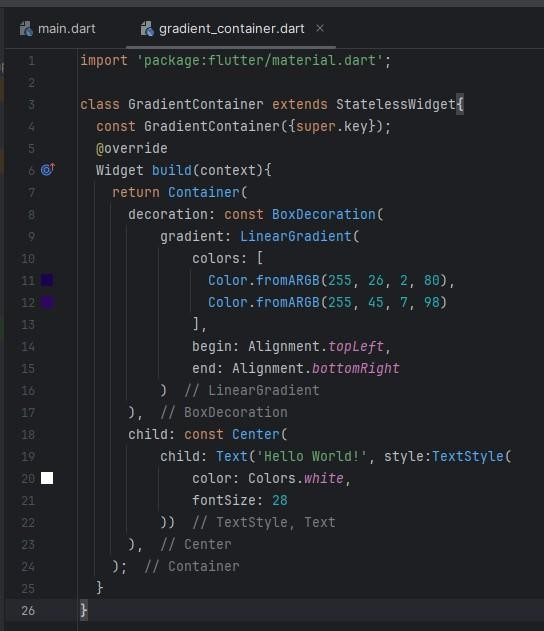 main.dart gradient_container.dart ×
1 import 'package:flutter/material.dart';
2
3 class GradientContainer extends StatelessWidget{
4   const GradientContainer({super.key});
5   @override
6   Widget build(context){
7     return Container(
8       decoration: const BoxDecoration(
9           gradient: LinearGradient(
10              colors: [
11                Color.fromARGB(255, 26, 2, 80),
12                Color.fromARGB(255, 45, 7, 98)
13              ],
14              begin: Alignment.topLeft,
15              end: Alignment.bottomRight
16          )  // LinearGradient
17      ),  // BoxDecoration
18      child: const Center(
19          child: Text('Hello World!', style:TextStyle(
20              color: Colors.white,
21              fontSize: 28
22          ))  // TextStyle, Text
23      ),  // Center
24    );  // Container
25  }
26 }